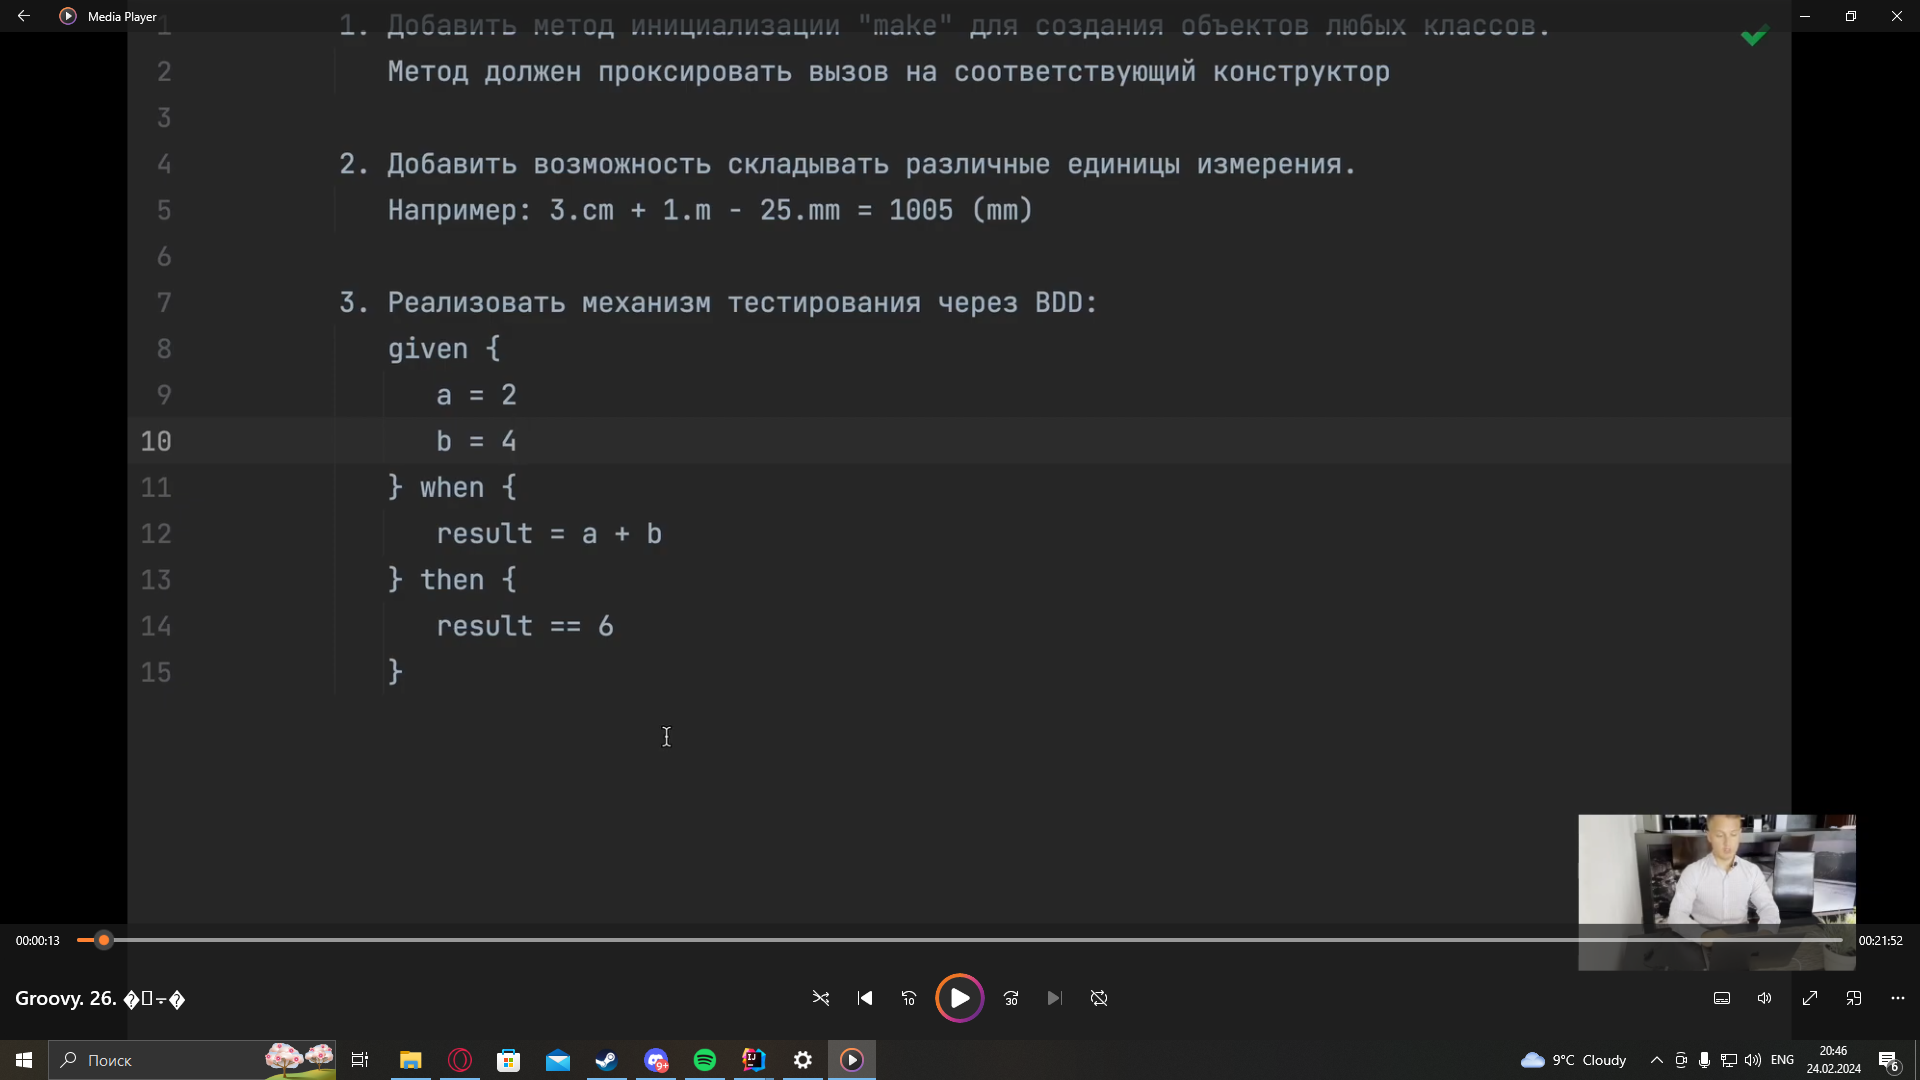 Media Player
1 1. Добавить метод инициализации "make" для создания объектов любых классов.
2 Метод должен проксировать вызов на соответствующий конструктор
3
4 2. Добавить возможность складывать различные единицы измерения.
5 Например: 3.cm + 1.m - 25.mm = 1005 (mm)
6
7 3. Реализовать механизм тестирования через BDD:
8 given {
9 a = 2
10 b = 4
11 } when {
12 result = a + b
13 } then {
14 result == 6
15 }
00:00:13
00:21:52
Groovy. 26.
10
30
Поиск
9+
IJ
9°C Cloudy
ENG
20:46
24.02.2024
6